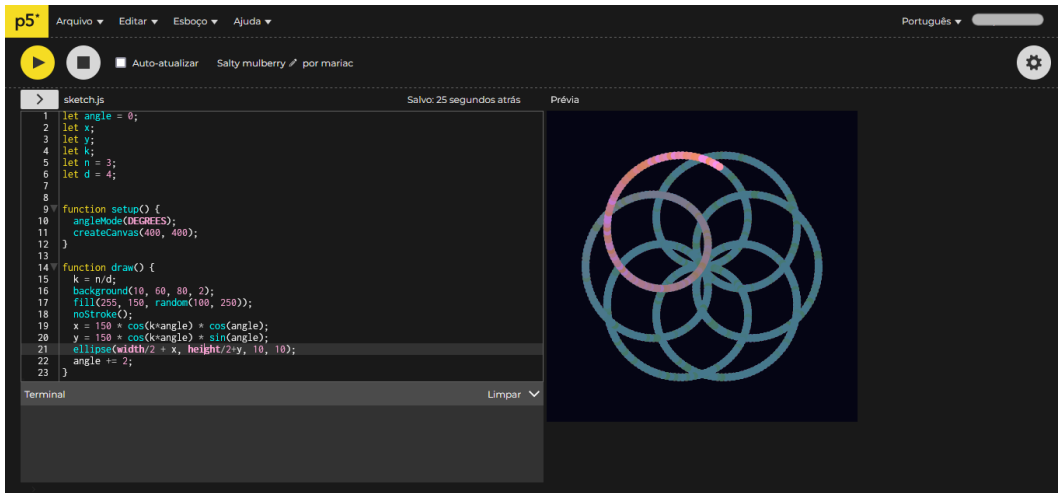 p5* Arquivo Editar Esboço Ajuda Português
Auto-atualizar Salty mulberry por mariac
sketch.js Salvo: 25 segundos atrás Prévia
1 let angle = 0;
2 let x;
3 let y;
4 let k;
5 let n = 3;
6 let d = 4;
7
8
9 function setup() {
10 angleMode(DEGREES);
11 createCanvas(400, 400);
12 }
13
14 function draw() {
15 k = n/d;
16 background(10, 60, 80, 2);
17 fill(255, 150, random(100, 250));
18 noStroke();
19 x = 150 * cos(k*angle) * cos(angle);
20 y = 150 * cos(k*angle) * sin(angle);
21 ellipse(width/2 + x, height/2+y, 10, 10);
22 angle += 2;
23 }
Terminal Limpar